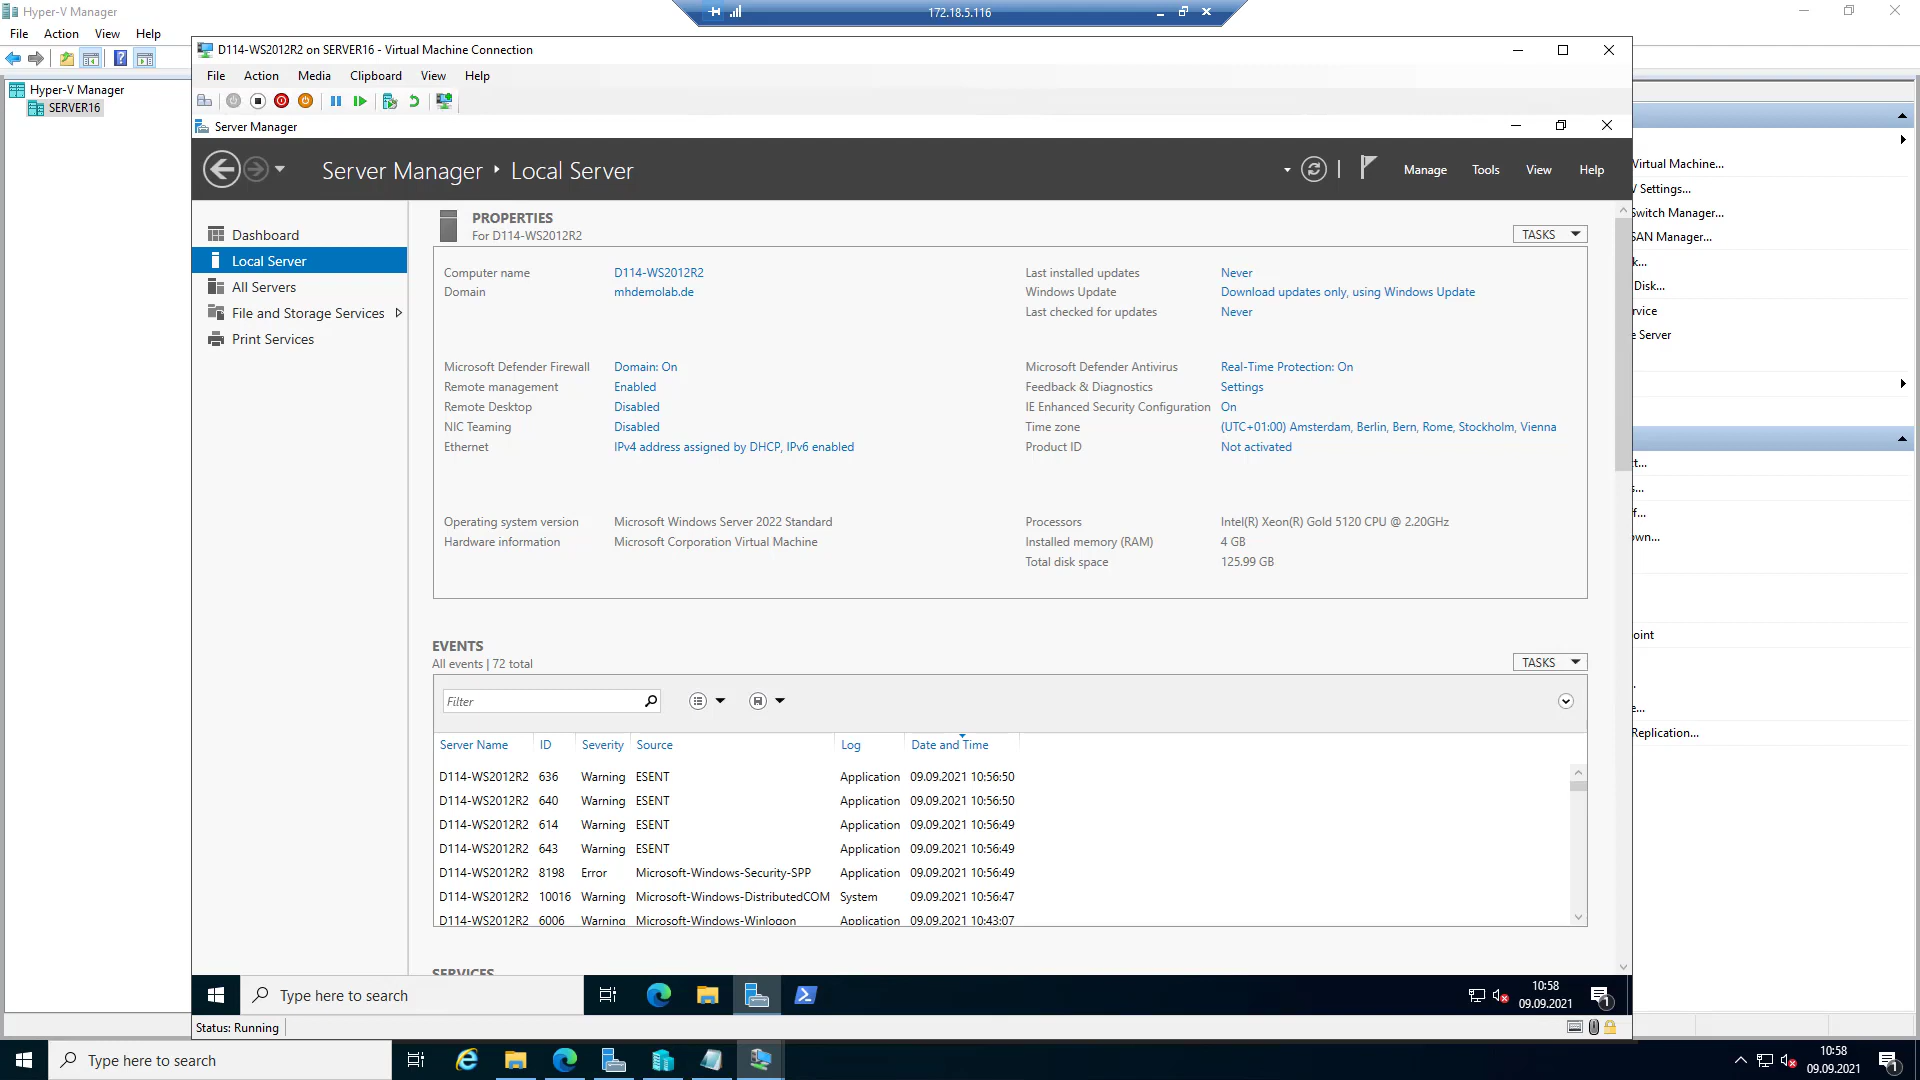 Hyper-V Manager
172.18.5.116
File Action View Help
Hyper-V Manager
SERVER16
D114-WS2012R2 on SERVER16 - Virtual Machine Connection
File Action Media Clipboard View Help
Server Manager
Server Manager Local Server
Manage Tools View Help
Dashboard
Local Server
All Servers
File and Storage Services
Print Services
PROPERTIES
For D114-WS2012R2
TASKS
Computer name D114-WS2012R2
Domain mhdemolab.de
Last installed updates Never
Windows Update Download updates only, using Windows Update
Last checked for updates Never
Microsoft Defender Firewall Domain: On
Remote management Enabled
Remote Desktop Disabled
NIC Teaming Disabled
Ethernet IPv4 address assigned by DHCP, IPv6 enabled
Microsoft Defender Antivirus Real-Time Protection: On
Feedback & Diagnostics Settings
IE Enhanced Security Configuration On
Time zone (UTC+01:00) Amsterdam, Berlin, Bern, Rome, Stockholm, Vienna
Product ID Not activated
Operating system version Microsoft Windows Server 2022 Standard
Hardware information Microsoft Corporation Virtual Machine
Processors Intel(R) Xeon(R) Gold 5120 CPU @ 2.20GHz
Installed memory (RAM) 4 GB
Total disk space 125.99 GB
EVENTS
All events | 72 total
TASKS
Filter
Server Name ID Severity Source Log Date and Time
D114-WS2012R2 636 Warning ESENT Application 09.09.2021 10:56:50
D114-WS2012R2 640 Warning ESENT Application 09.09.2021 10:56:50
D114-WS2012R2 614 Warning ESENT Application 09.09.2021 10:56:49
D114-WS2012R2 643 Warning ESENT Application 09.09.2021 10:56:49
D114-WS2012R2 8198 Error Microsoft-Windows-Security-SPP Application 09.09.2021 10:56:49
D114-WS2012R2 10016 Warning Microsoft-Windows-DistributedCOM System 09.09.2021 10:56:47
D114-WS2012R2 6006 Warning Microsoft-Windows-Winlogon Application 09.09.2021 10:43:07
SERVICES
Virtual Machine...
V Settings...
Switch Manager...
SAN Manager...
k...
Disk...
rvice
e Server
t...
s...
f...
own...
oint
.
e...
Replication...
Type here to search
10:58
09.09.2021
1
Status: Running
Type here to search
10:58
09.09.2021
1